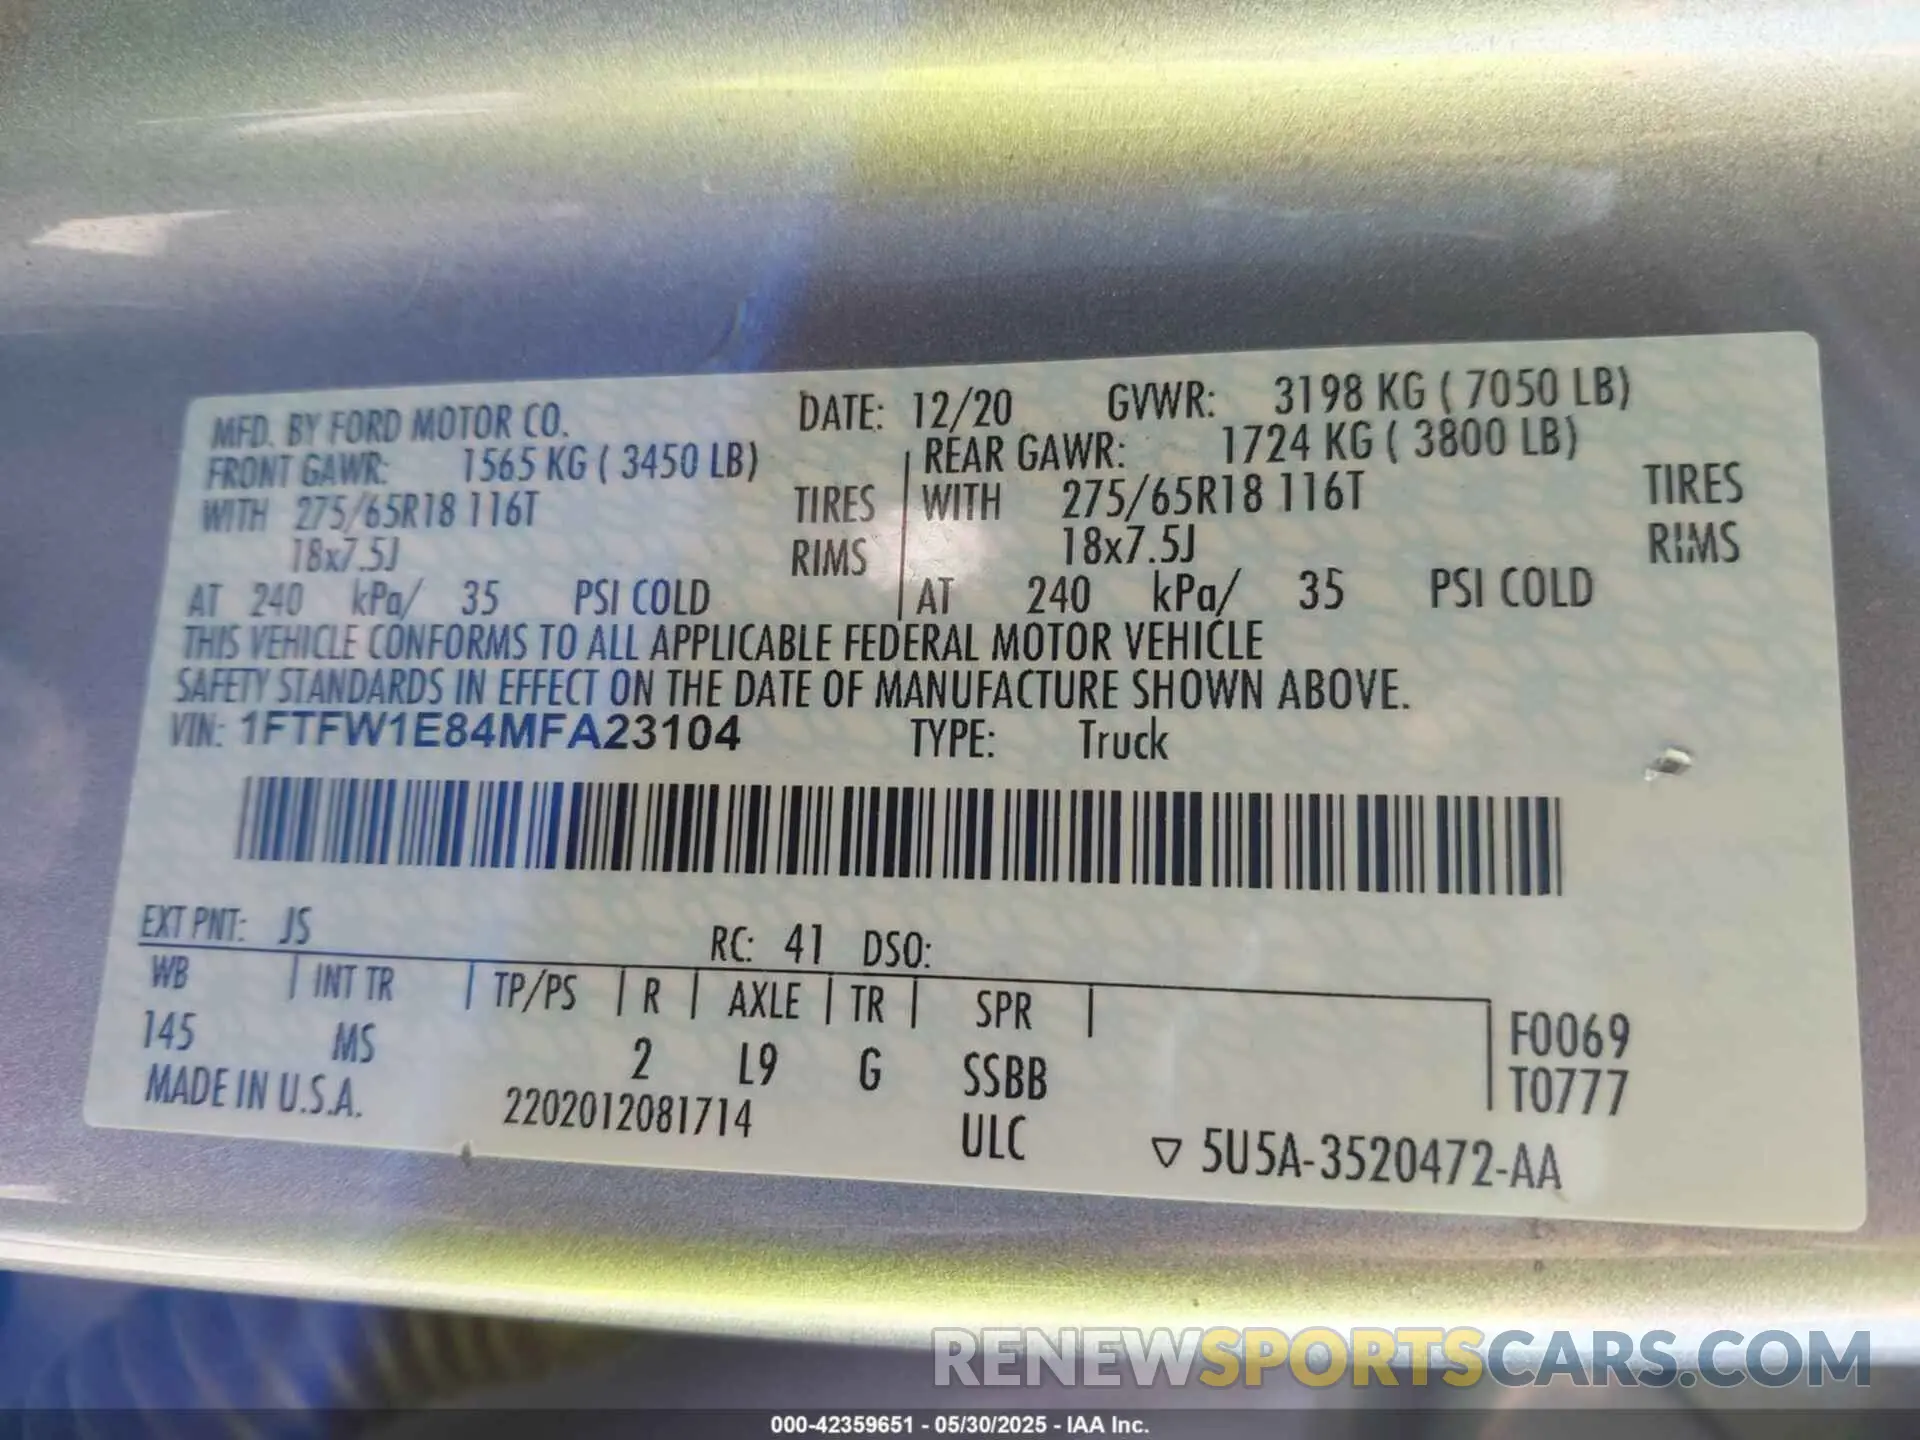 MFD. BY FORD MOTOR CO. DATE: 12/20 GVWR: 3198 KG ( 7050 LB)
FRONT GAWR: 1565 KG ( 3450 LB) REAR GAWR: 1724 KG ( 3800 LB)
WITH 275/65R18 116T TIRES WITH 275/65R18 116T TIRES
18x7.5J RIMS 18x7.5J RIMS
AT 240 kPa/ 35 PSI COLD AT 240 kPa/ 35 PSI COLD
THIS VEHICLE CONFORMS TO ALL APPLICABLE FEDERAL MOTOR VEHICLE
SAFETY STANDARDS IN EFFECT ON THE DATE OF MANUFACTURE SHOWN ABOVE.
VIN: 1FTFW1E84MFA23104 TYPE: Truck
EXT PNT: JS RC: 41 DSO:
WB INT TR TP/PS R AXLE TR SPR
145 MS 2 L9 G SSBB F0069
T0777
MADE IN U.S.A. 2202012081714 ULC
▽ 5U5A-3520472-AA
RENEWSPORTSCARS.COM
000-42359651 - 05/30/2025 - IAA Inc.